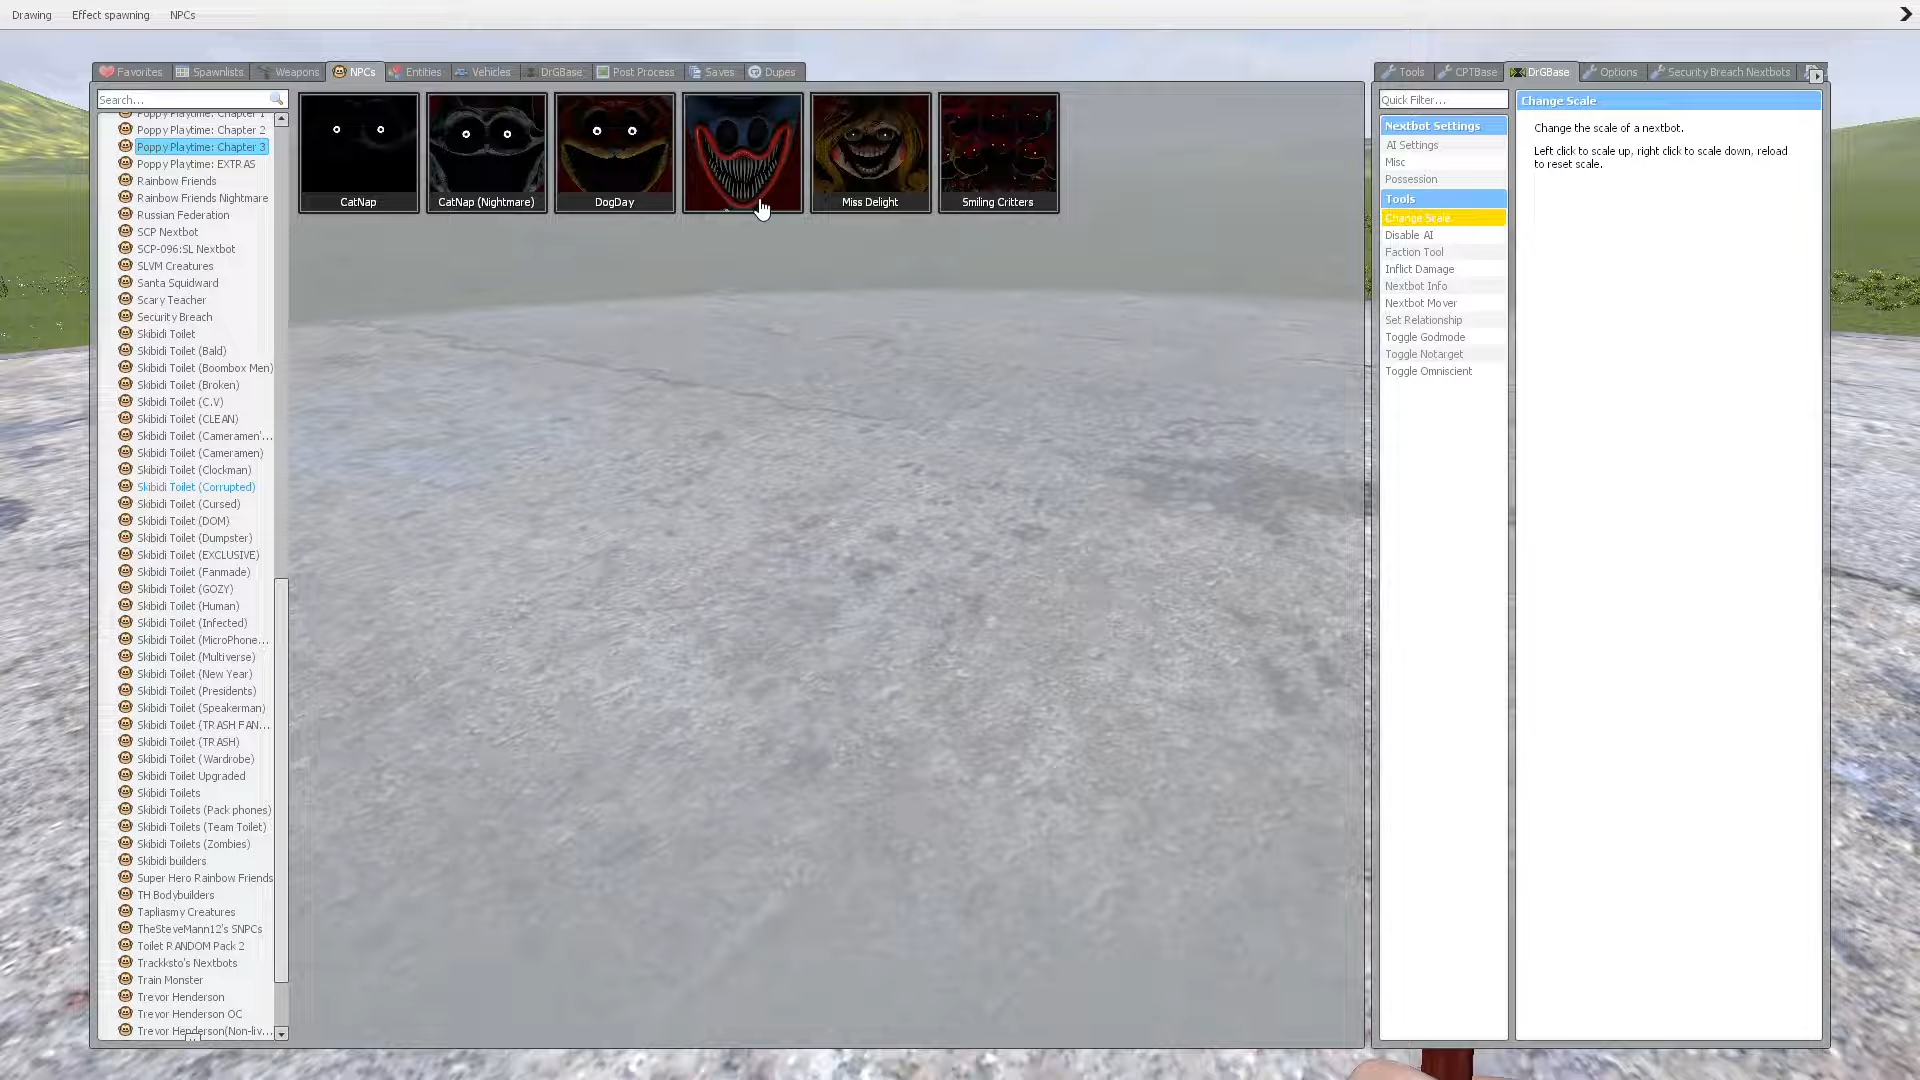 Drawing
Effect spawning
NPCs
Favorites
Spawnlists
Weapons
NPCs
Entities
Vehicles
DrGBase
Post Process
Saves
Dupes
Search...
Poppy Playtime: Chapter 1
Poppy Playtime: Chapter 2
Poppy Playtime: Chapter 3
Poppy Playtime: EXTRAS
Rainbow Friends
Rainbow Friends Nightmare
Russian Federation
SCP Nextbot
SCP-096:SL Nextbot
SLVM Creatures
Santa Squidward
Scary Teacher
Security Breach
Skibidi Toilet
Skibidi Toilet (Bald)
Skibidi Toilet (Boombox Men)
Skibidi Toilet (Broken)
Skibidi Toilet (C.V)
Skibidi Toilet (CLEAN)
Skibidi Toilet (Cameramen'...
Skibidi Toilet (Cameramen)
Skibidi Toilet (Clockman)
Skibidi Toilet (Corrupted)
Skibidi Toilet (Cursed)
Skibidi Toilet (DOM)
Skibidi Toilet (Dumpster)
Skibidi Toilet (EXCLUSIVE)
Skibidi Toilet (Fanmade)
Skibidi Toilet (GOZY)
Skibidi Toilet (Human)
Skibidi Toilet (Infected)
Skibidi Toilet (MicroPhone...
Skibidi Toilet (Multiverse)
Skibidi Toilet (New Year)
Skibidi Toilet (Presidents)
Skibidi Toilet (Speakerman)
Skibidi Toilet (TRASH FAN...
Skibidi Toilet (TRASH)
Skibidi Toilet (Wardrobe)
Skibidi Toilet Upgraded
Skibidi Toilets
Skibidi Toilets (Pack phones)
Skibidi Toilets (Team Toilet)
Skibidi Toilets (Zombies)
Skibidi builders
Super Hero Rainbow Friends
TH Bodybuilders
Tapliasmy Creatures
TheSteveMann12's SNPCs
Toilet RANDOM Pack 2
Trackksto's Nextbots
Train Monster
Trevor Henderson
Trevor Henderson OC
Trevor Henderson(Non-liv...
CatNap
CatNap (Nightmare)
DogDay
Miss Delight
Smiling Critters
Tools
CPTBase
DrGBase
Options
Security Breach Nextbots
Quick Filter...
Nextbot Settings
AI Settings
Misc
Possession
Tools
Change Scale
Disable AI
Faction Tool
Inflict Damage
Nextbot Info
Nextbot Mover
Set Relationship
Toggle Godmode
Toggle Notarget
Toggle Omniscient
Change Scale
Change the scale of a nextbot.
Left click to scale up, right click to scale down, reload
to reset scale.